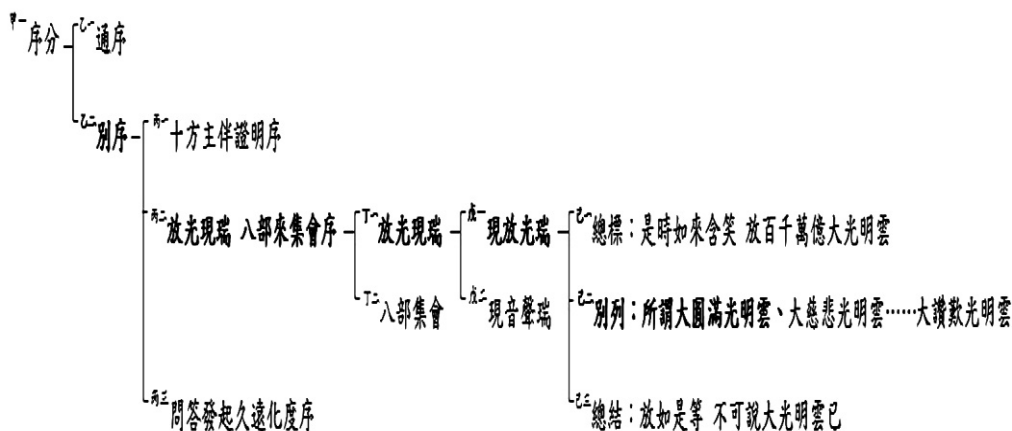 甲一 序分
乙一 通序
乙二 別序
丙一 十方主伴證明序
丙二 放光現瑞 八部來集會序
丁一 放光現瑞
戊一 現放光瑞
己一 總標：是時如來含笑 放百千萬億大光明雲
己二 別列：所謂大圓滿光明雲、大慈悲光明雲……大讚歎光明雲
己三 總結：放如是等 不可說大光明雲已
戊二 現音聲瑞
丁二 八部集會
丙三 問答發起久遠化度序